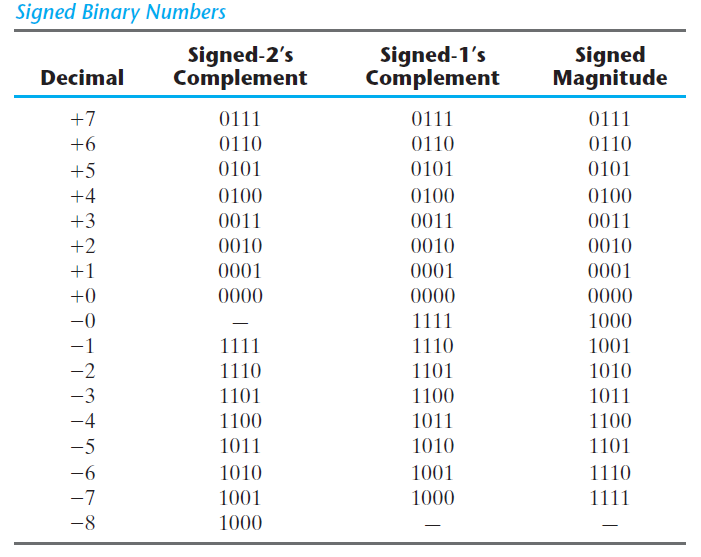 Signed Binary Numbers
Signed-2's Signed-1's Signed
Decimal Complement Complement Magnitude
+7 0111 0111 0111
+6 0110 0110 0110
+5 0101 0101 0101
+4 0100 0100 0100
+3 0011 0011 0011
+2 0010 0010 0010
+1 0001 0001 0001
+0 0000 0000 0000
−0 — 1111 1000
−1 1111 1110 1001
−2 1110 1101 1010
−3 1101 1100 1011
−4 1100 1011 1100
−5 1011 1010 1101
−6 1010 1001 1110
−7 1001 1000 1111
−8 1000 — —